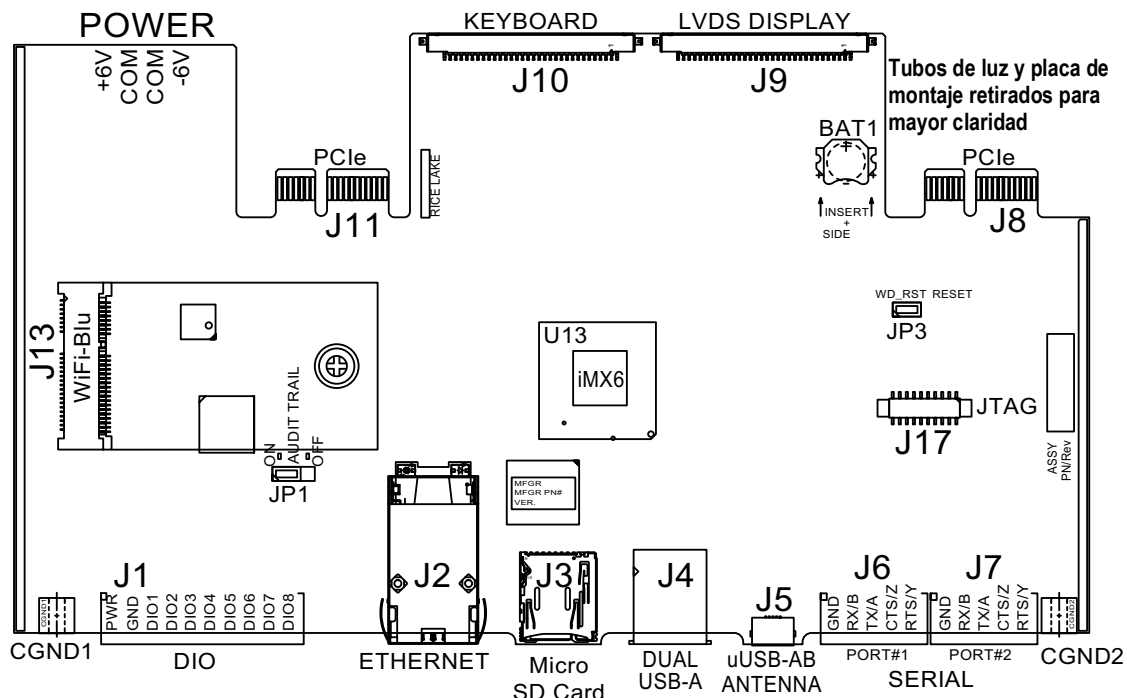 POWER
+6V
COM
COM
-6V
KEYBOARD
J10
LVDS DISPLAY
J9
1
1
Tubos de luz y placa de
montaje retirados para
mayor claridad
BAT1
+
-
INSERT
+
SIDE
PCIe
J11
RICE LAKE
PCIe
J8
J13
WiFi-Blu
U13
iMX6
WD_RST RESET
JP3
JTAG
J17
ASSY
PN/Rev
ON
AUDIT TRAIL
OFF
JP1
MFGR
MFGR PN#
VER.
J1
PWR
GND
DIO1
DIO2
DIO3
DIO4
DIO5
DIO6
DIO7
DIO8
DIO
CGND1
CGND1
J2
ETHERNET
J3
Micro
SD Card
J4
DUAL
USB-A
J5
uUSB-AB
ANTENNA
J6
GND
RX/B
TX/A
CTS/Z
RTS/Y
PORT#1
J7
GND
RX/B
TX/A
CTS/Z
RTS/Y
PORT#2
SERIAL
CGND2
CGND2